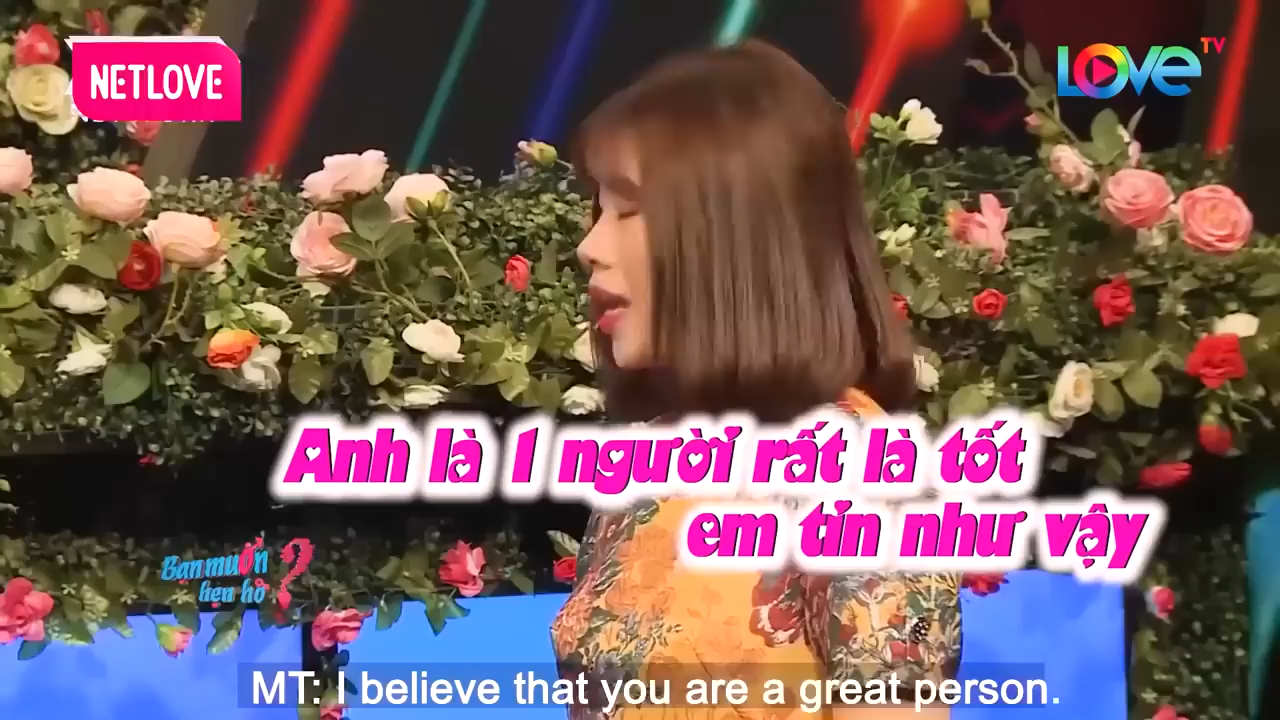 NETLOVE
LOVE TV
Anh là 1 người rất là tốt
em tin như vậy
Bạn muốn
hẹn hò ?
MT: I believe that you are a great person.